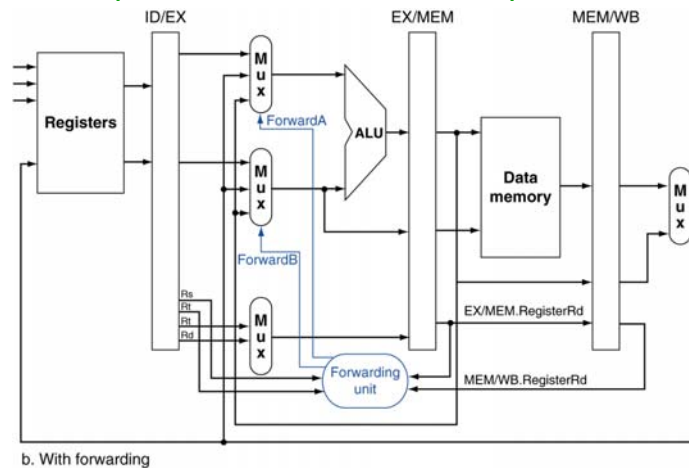 ID/EX
EX/MEM
MEM/WB
Registers
M
u
x
ForwardA
ALU
M
u
x
ForwardB
Data
memory
M
u
x
Rs
Rt
Rt
Rd
M
u
x
EX/MEM.RegisterRd
Forwarding
unit
MEM/WB.RegisterRd
b. With forwarding